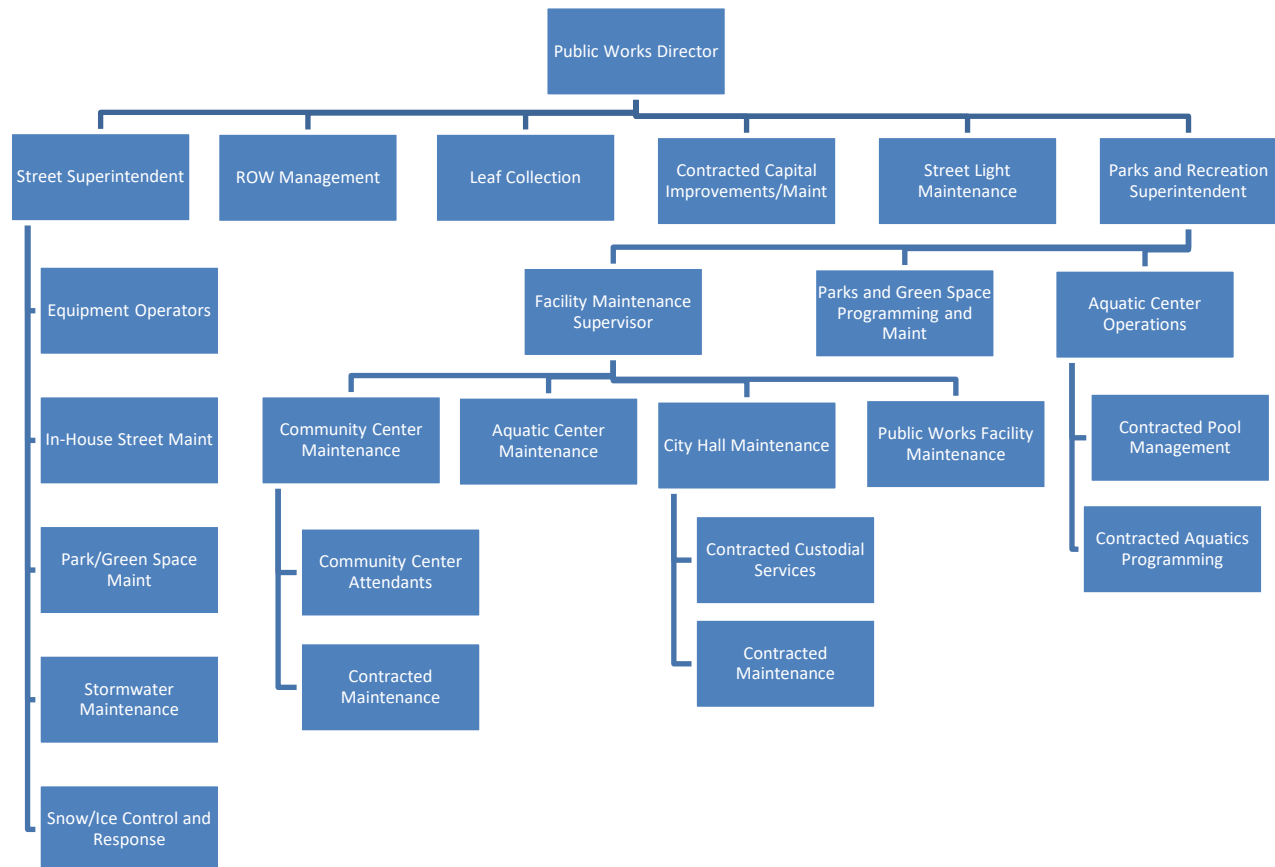 Public Works Director
Street Superintendent
ROW Management
Leaf Collection
Contracted Capital
Improvements/Maint
Street Light
Maintenance
Parks and Recreation
Superintendent
Equipment Operators
In-House Street Maint
Park/Green Space
Maint
Stormwater
Maintenance
Snow/Ice Control and
Response
Facility Maintenance
Supervisor
Parks and Green Space
Programming and
Maint
Aquatic Center
Operations
Community Center
Maintenance
Aquatic Center
Maintenance
City Hall Maintenance
Public Works Facility
Maintenance
Community Center
Attendants
Contracted
Maintenance
Contracted Custodial
Services
Contracted
Maintenance
Contracted Pool
Management
Contracted Aquatics
Programming